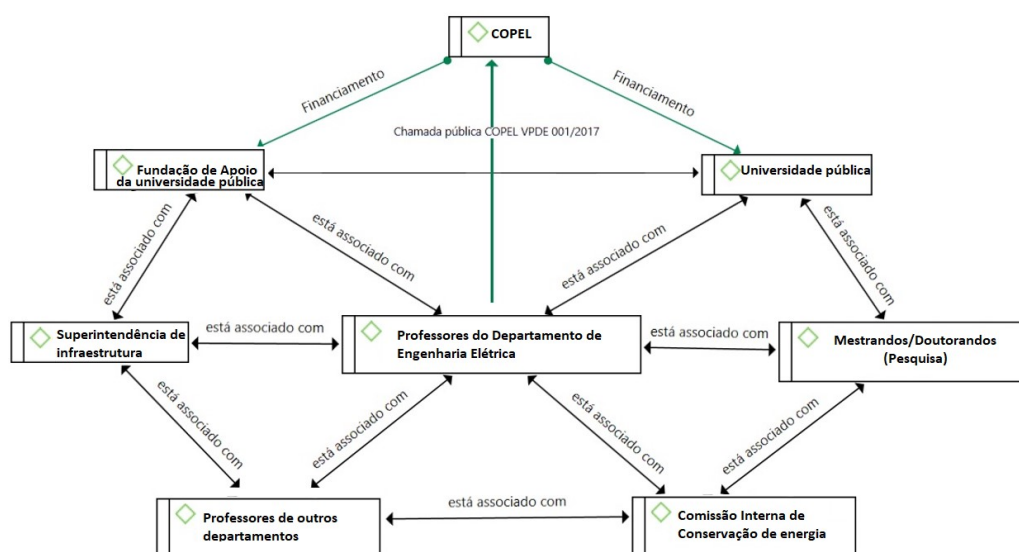 COPEL
Financiamento
Financiamento
Chamada pública COPEL VPDE 001/2017
Fundação de Apoio
da universidade pública
Universidade pública
está associado com
está associado com
está associado com
está associado com
Superintendência de
infraestrutura
está associado com
Professores do Departamento de
Engenharia Elétrica
está associado com
Mestrandos/Doutorandos
(Pesquisa)
está associado com
está associado com
está associado com
está associado com
Professores de outros
departamentos
está associado com
Comissão Interna de
Conservação de energia